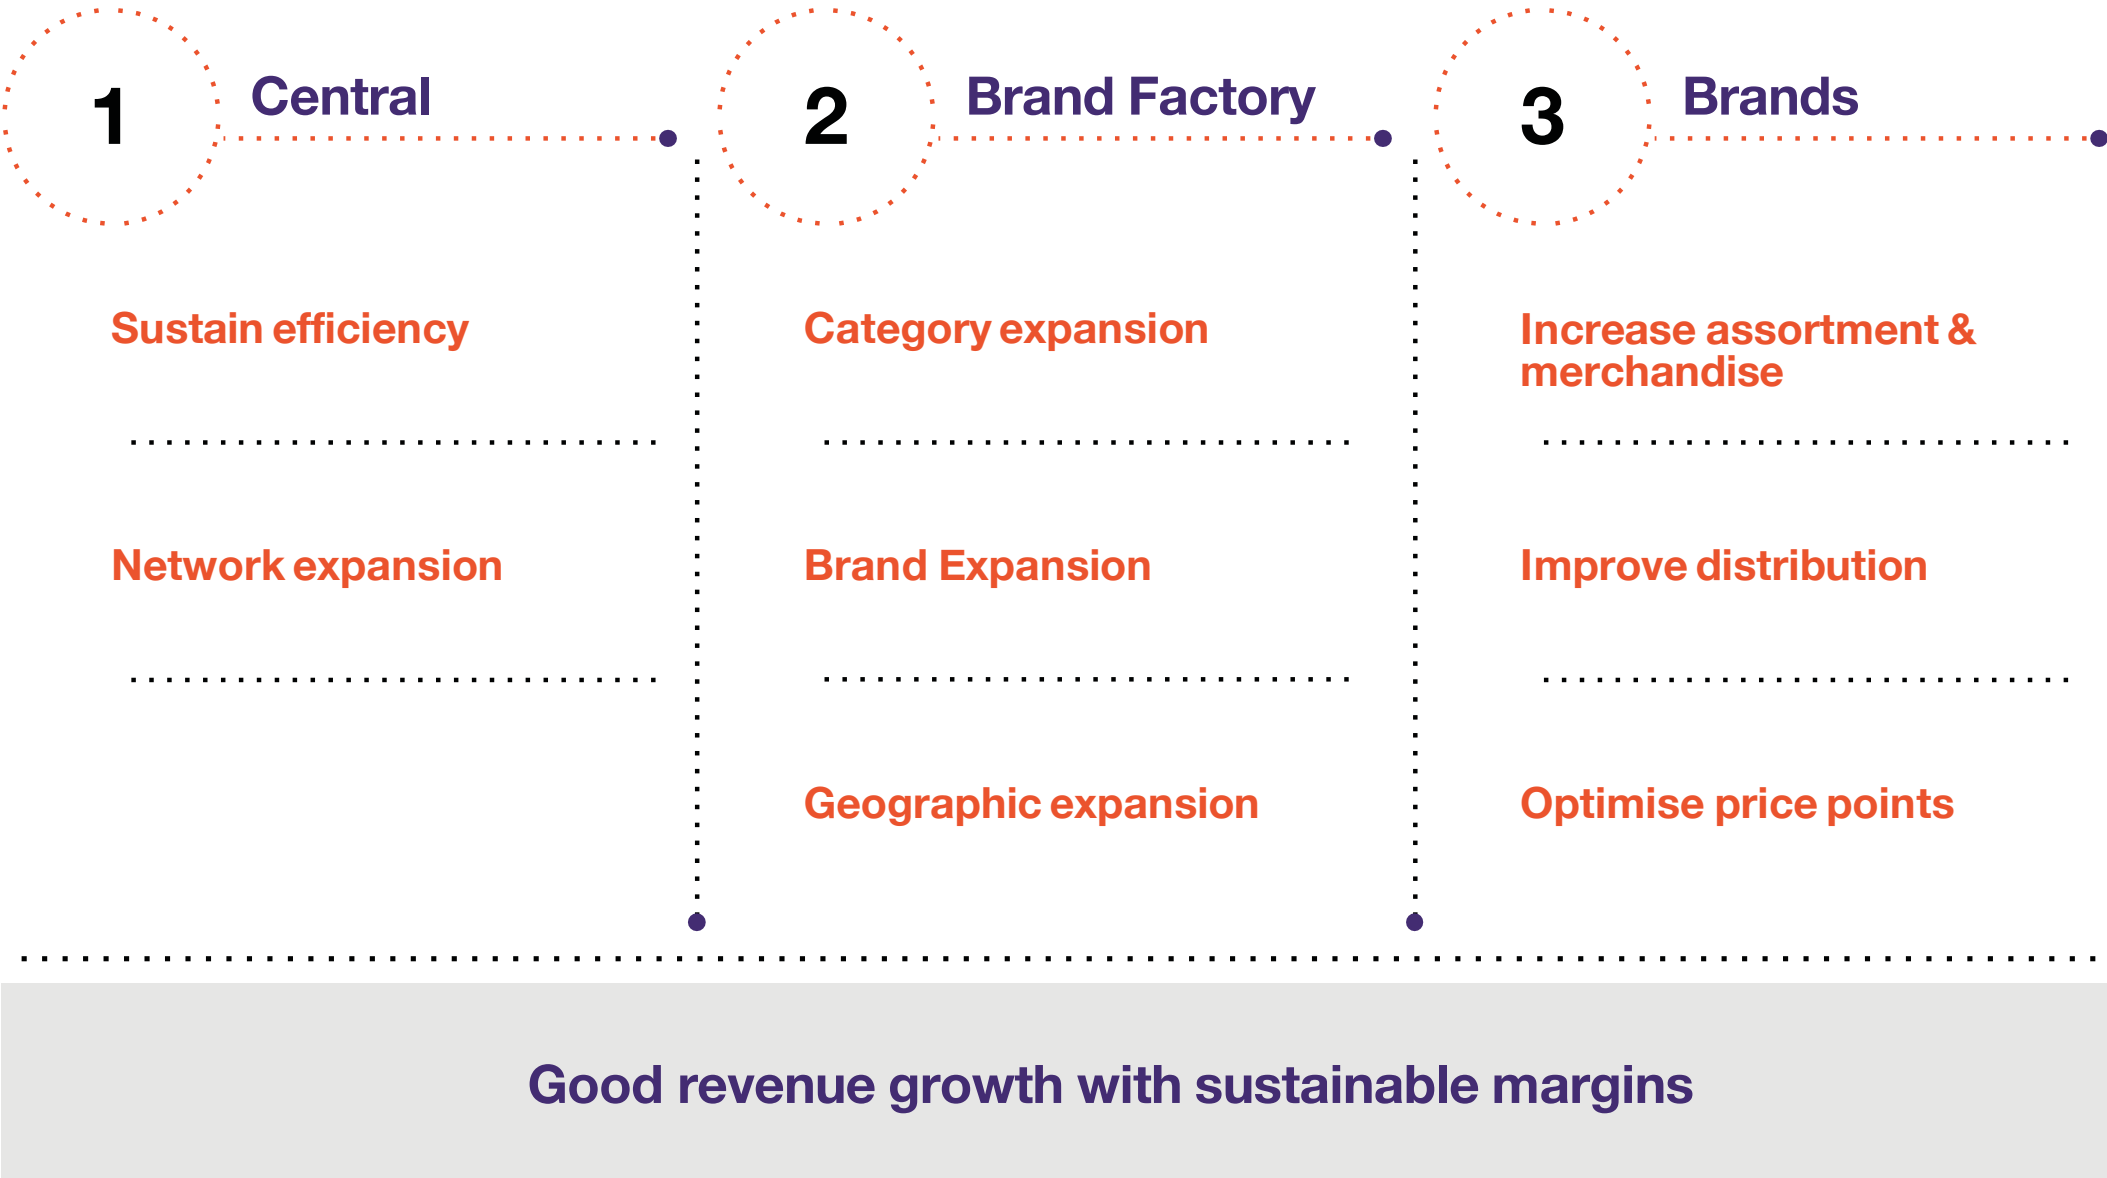 1
Central
Sustain efficiency
Network expansion
2
Brand Factory
Category expansion
Brand Expansion
Geographic expansion
3
Brands
Increase assortment &
merchandise
Improve distribution
Optimise price points
Good revenue growth with sustainable margins